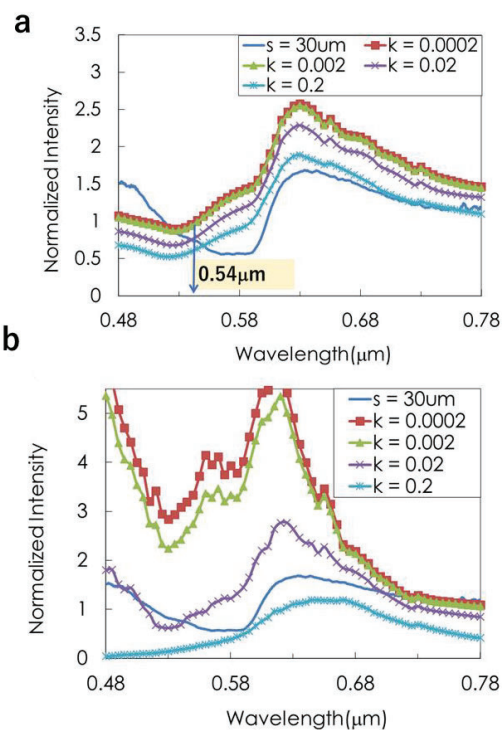 a
3.5
3
2.5
2
1.5
1
0.5
0
Normalized Intensity
s = 30um
k = 0.0002
k = 0.002
k = 0.02
k = 0.2
0.54μm
0.48
0.58
0.68
0.78
Wavelength(μm)
b
5
4
3
2
1
0
Normalized Intensity
s = 30um
k = 0.0002
k = 0.002
k = 0.02
k = 0.2
0.48
0.58
0.68
0.78
Wavelength(μm)